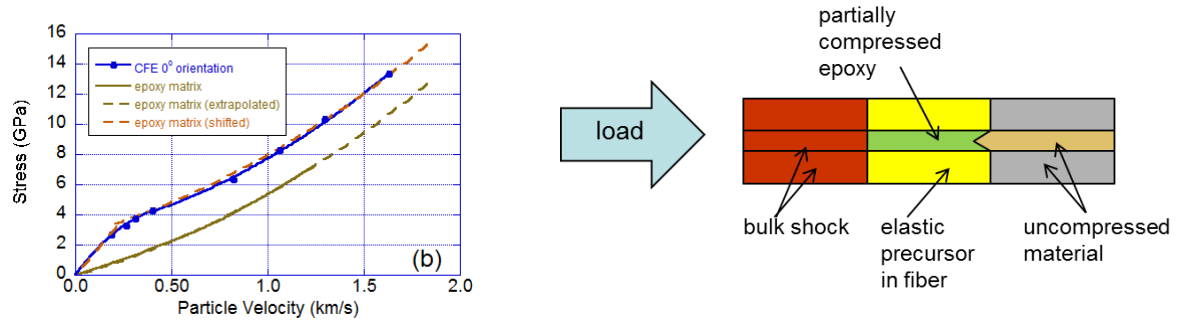 16
14
12
10
8
6
4
2
0
Stress (GPa)
CFE 0⁰ orientation
epoxy matrix
epoxy matrix (extrapolated)
epoxy matrix (shifted)
(b)
0.0
0.50
1.0
1.5
2.0
Particle Velocity (km/s)
load
partially
compressed
epoxy
bulk shock
elastic
precursor
in fiber
uncompressed
material